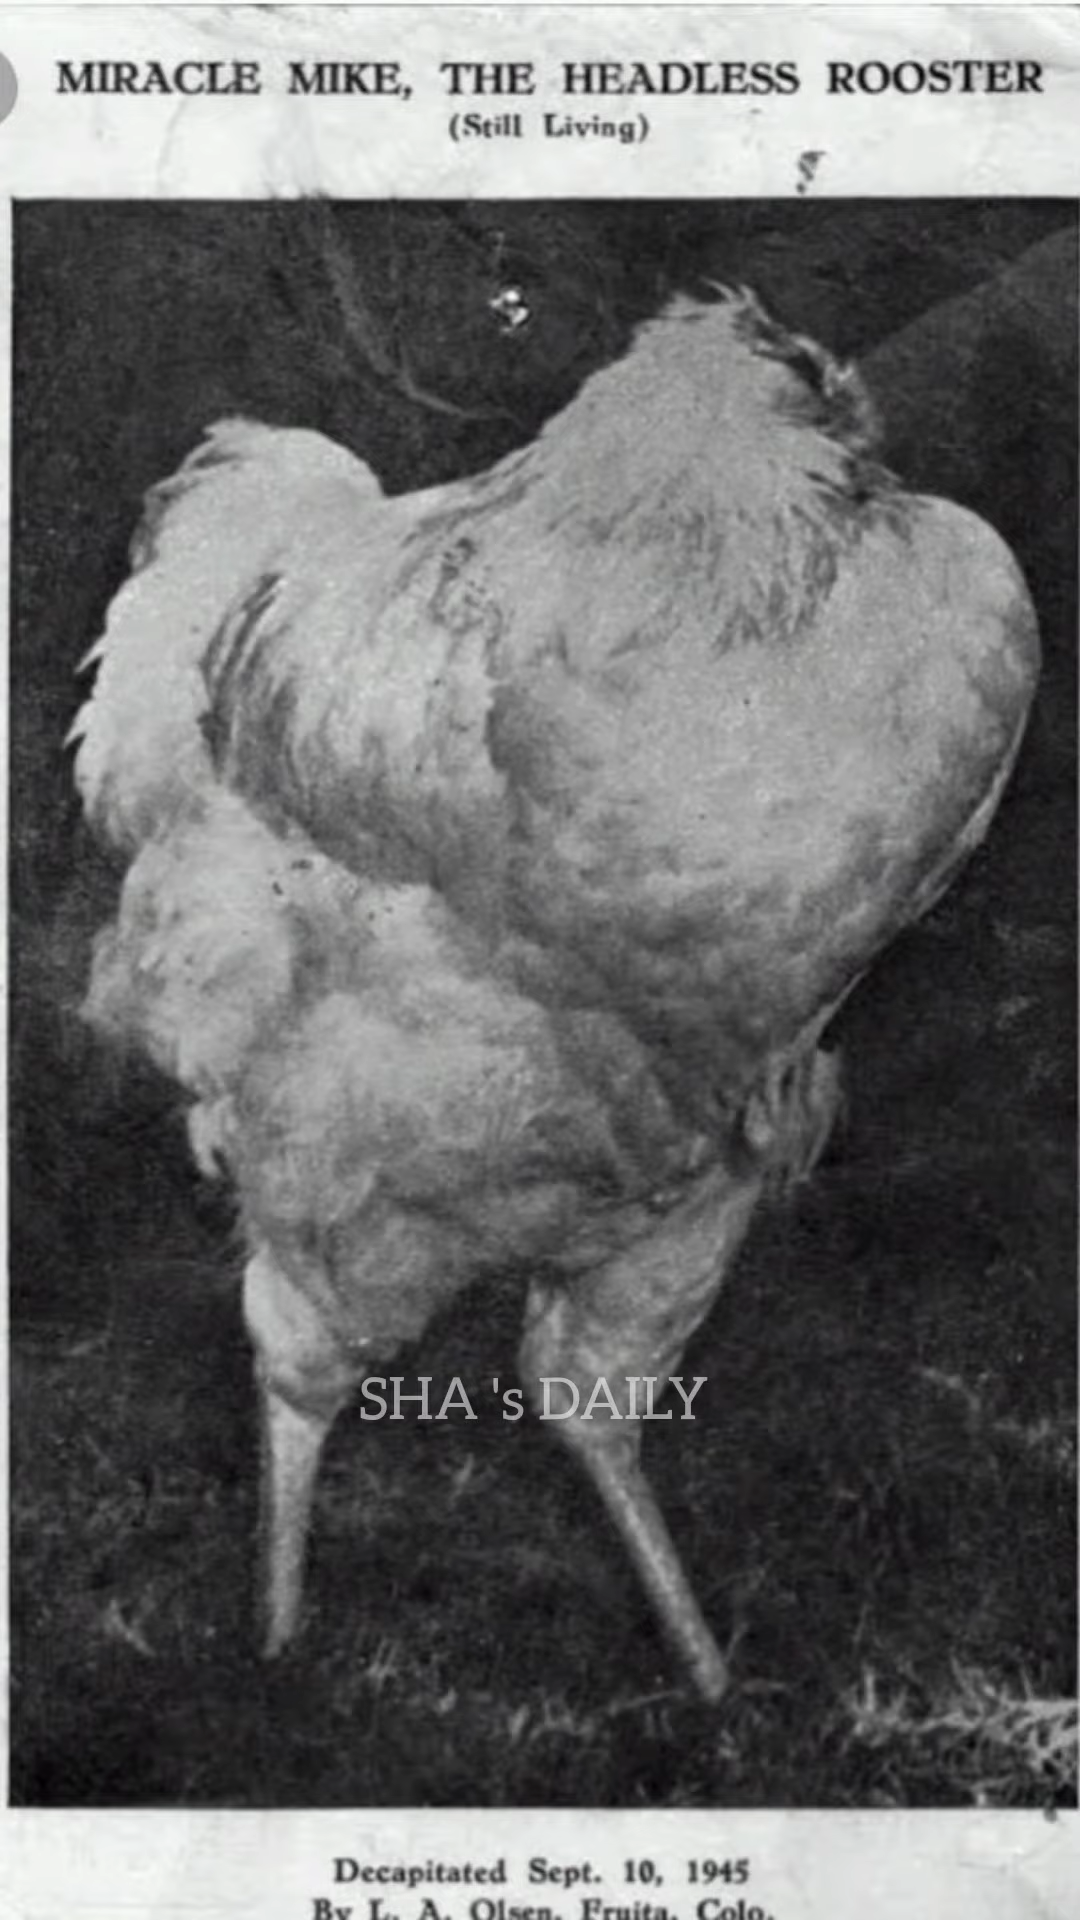 MIRACLE MIKE, THE HEADLESS ROOSTER
(Still Living)
SHA 's DAILY
Decapitated Sept. 10, 1945
By L. A. Olsen, Fruita, Colo.